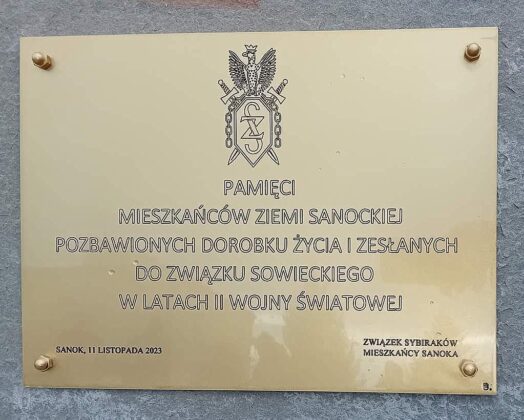 ZS
PAMIĘCI
MIESZKAŃCÓW ZIEMI SANOCKIEJ
POZBAWIONYCH DOROBKU ŻYCIA I ZESŁANYCH
DO ZWIĄZKU SOWIECKIEGO
W LATACH II WOJNY ŚWIATOWEJ
SANOK, 11 LISTOPADA 2023
ZWIĄZEK SYBIRAKÓW
MIESZKAŃCY SANOKA